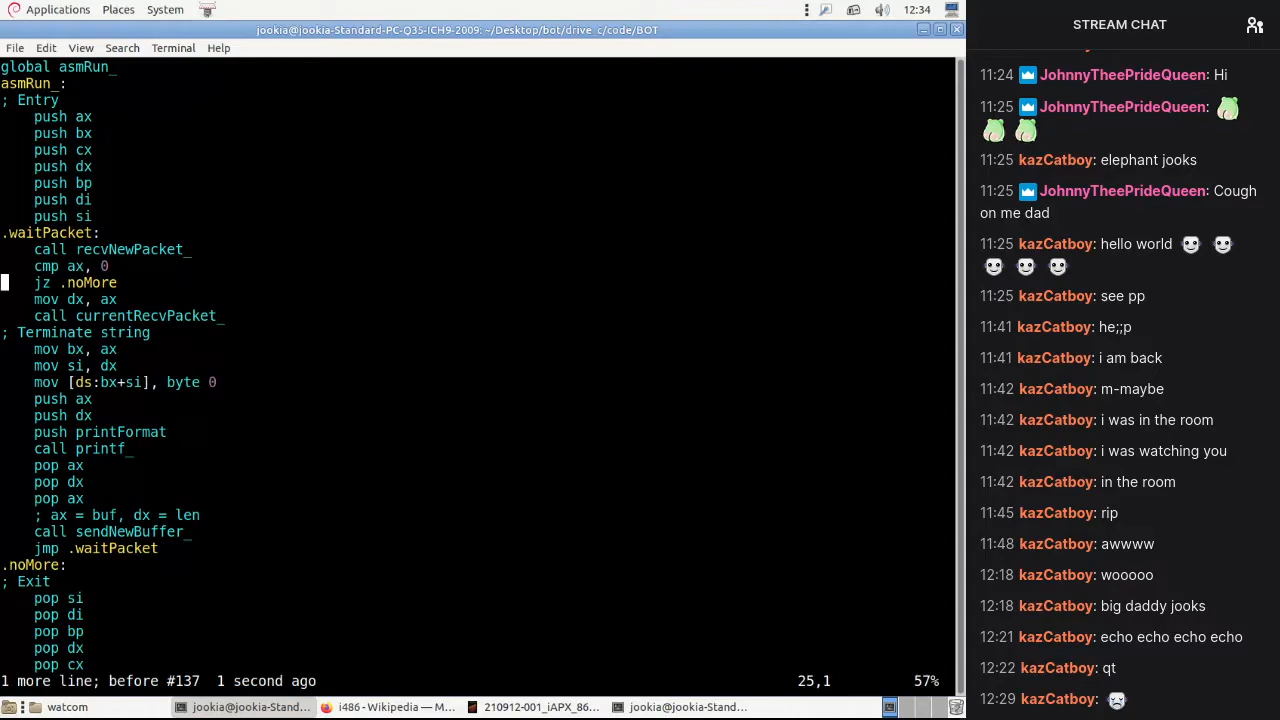 Applications Places System 12:34
jookia@jookia-Standard-PC-Q35-ICH9-2009: ~/Desktop/bot/drive_c/code/BOT
File Edit View Search Terminal Help
global asmRun_
asmRun_:
; Entry
push ax
push bx
push cx
push dx
push bp
push di
push si
.waitPacket:
call recvNewPacket_
cmp ax, 0
jz .noMore
mov dx, ax
call currentRecvPacket_
; Terminate string
mov bx, ax
mov si, dx
mov [ds:bx+si], byte 0
push ax
push dx
push printFormat
call printf_
pop ax
pop dx
pop ax
; ax = buf, dx = len
call sendNewBuffer_
jmp .waitPacket
.noMore:
; Exit
pop si
pop di
pop bp
pop dx
pop cx
1 more line; before #137 1 second ago 25,1 57%
watcom jookia@jookia-Stand... i486 - Wikipedia — M... 210912-001_iAPX_86... jookia@jookia-Stand...
STREAM CHAT
11:24 JohnnyTheePrideQueen: Hi
11:25 JohnnyTheePrideQueen:
11:25 kazCatboy: elephant jooks
11:25 JohnnyTheePrideQueen: Cough
on me dad
11:25 kazCatboy: hello world
11:25 kazCatboy: see pp
11:41 kazCatboy: he;;p
11:41 kazCatboy: i am back
11:42 kazCatboy: m-maybe
11:42 kazCatboy: i was in the room
11:42 kazCatboy: i was watching you
11:42 kazCatboy: in the room
11:45 kazCatboy: rip
11:48 kazCatboy: awwww
12:18 kazCatboy: wooooo
12:18 kazCatboy: big daddy jooks
12:21 kazCatboy: echo echo echo echo
12:22 kazCatboy: qt
12:29 kazCatboy: